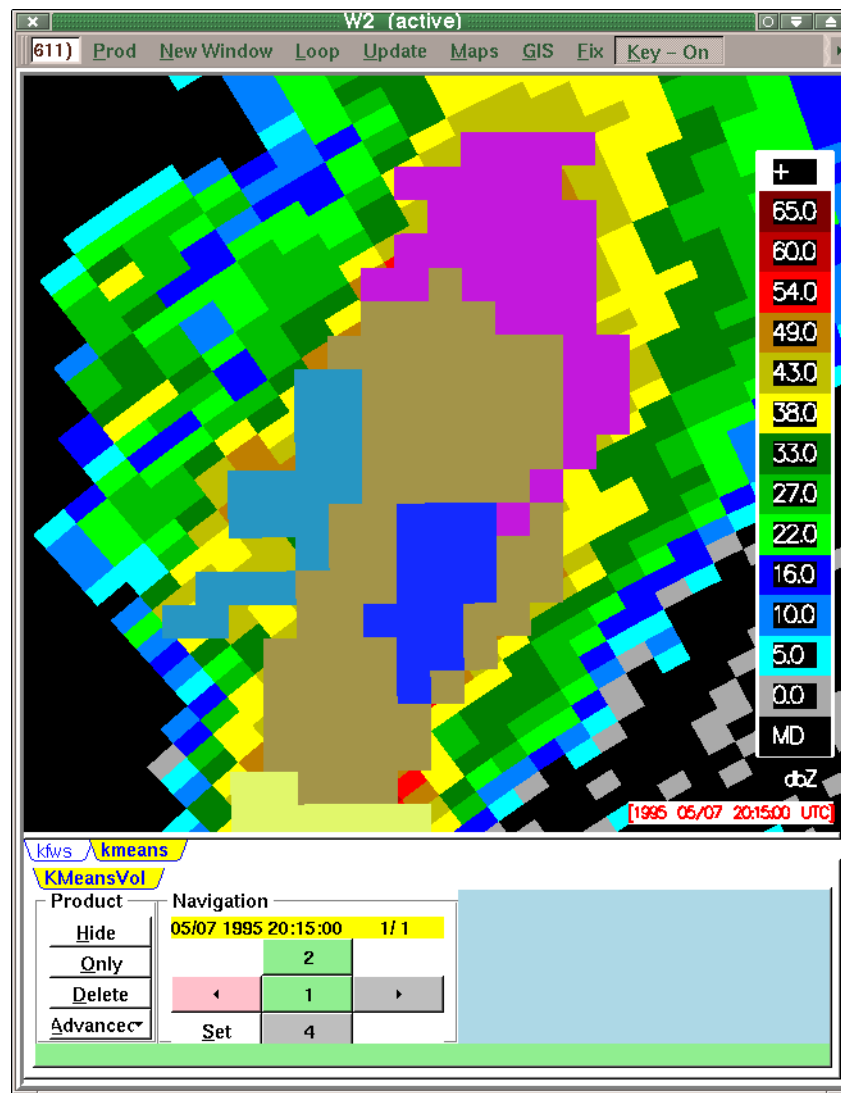 W2 (active)
611) Prod New Window Loop Update Maps GIS Fix Key – On
+
65.0
60.0
54.0
49.0
43.0
38.0
33.0
27.0
22.0
16.0
10.0
5.0
0.0
MD
dbZ
[1995 05/07 20:15:00 UTC]
kfws kmeans
KMeansVol
Product Navigation
Hide 05/07 1995 20:15:00 1/ 1
Only 2
Delete 1
Advancec Set 4